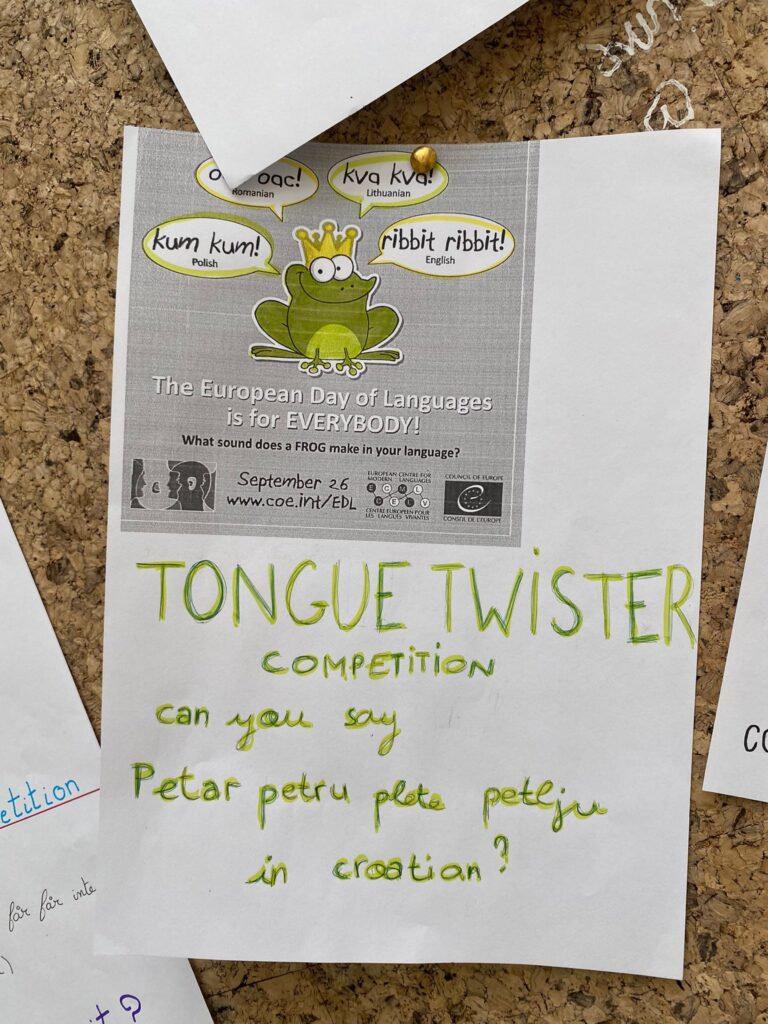 oac!
Romanian
kva kva!
Lithuanian
kum kum!
Polish
ribbit ribbit!
English
The European Day of Languages
is for EVERYBODY!
What sound does a FROG make in your language?
September 26
www.coe.int/EDL
EUROPEAN CENTRE FOR
MODERN LANGUAGES
E C M L
C E L V
CENTRE EUROPEEN POUR
LES LANGUES VIVANTES
COUNCIL OF EUROPE
CONSEIL DE L'EUROPE
TONGUE TWISTER
COMPETITION
can you say
Petar petru plete petlju
in croatian?
etition
får får inte